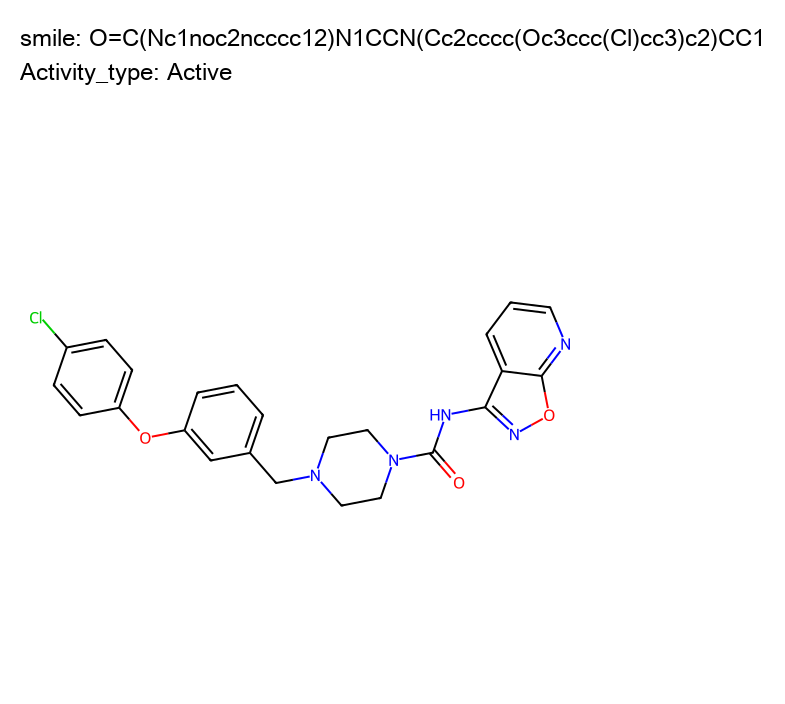 smile: O=C(Nc1noc2ncccc12)N1CCN(Cc2cccc(Oc3ccc(Cl)cc3)c2)CC1
Activity_type: Active
Cl
N
HN
O
N
O
N
N
O